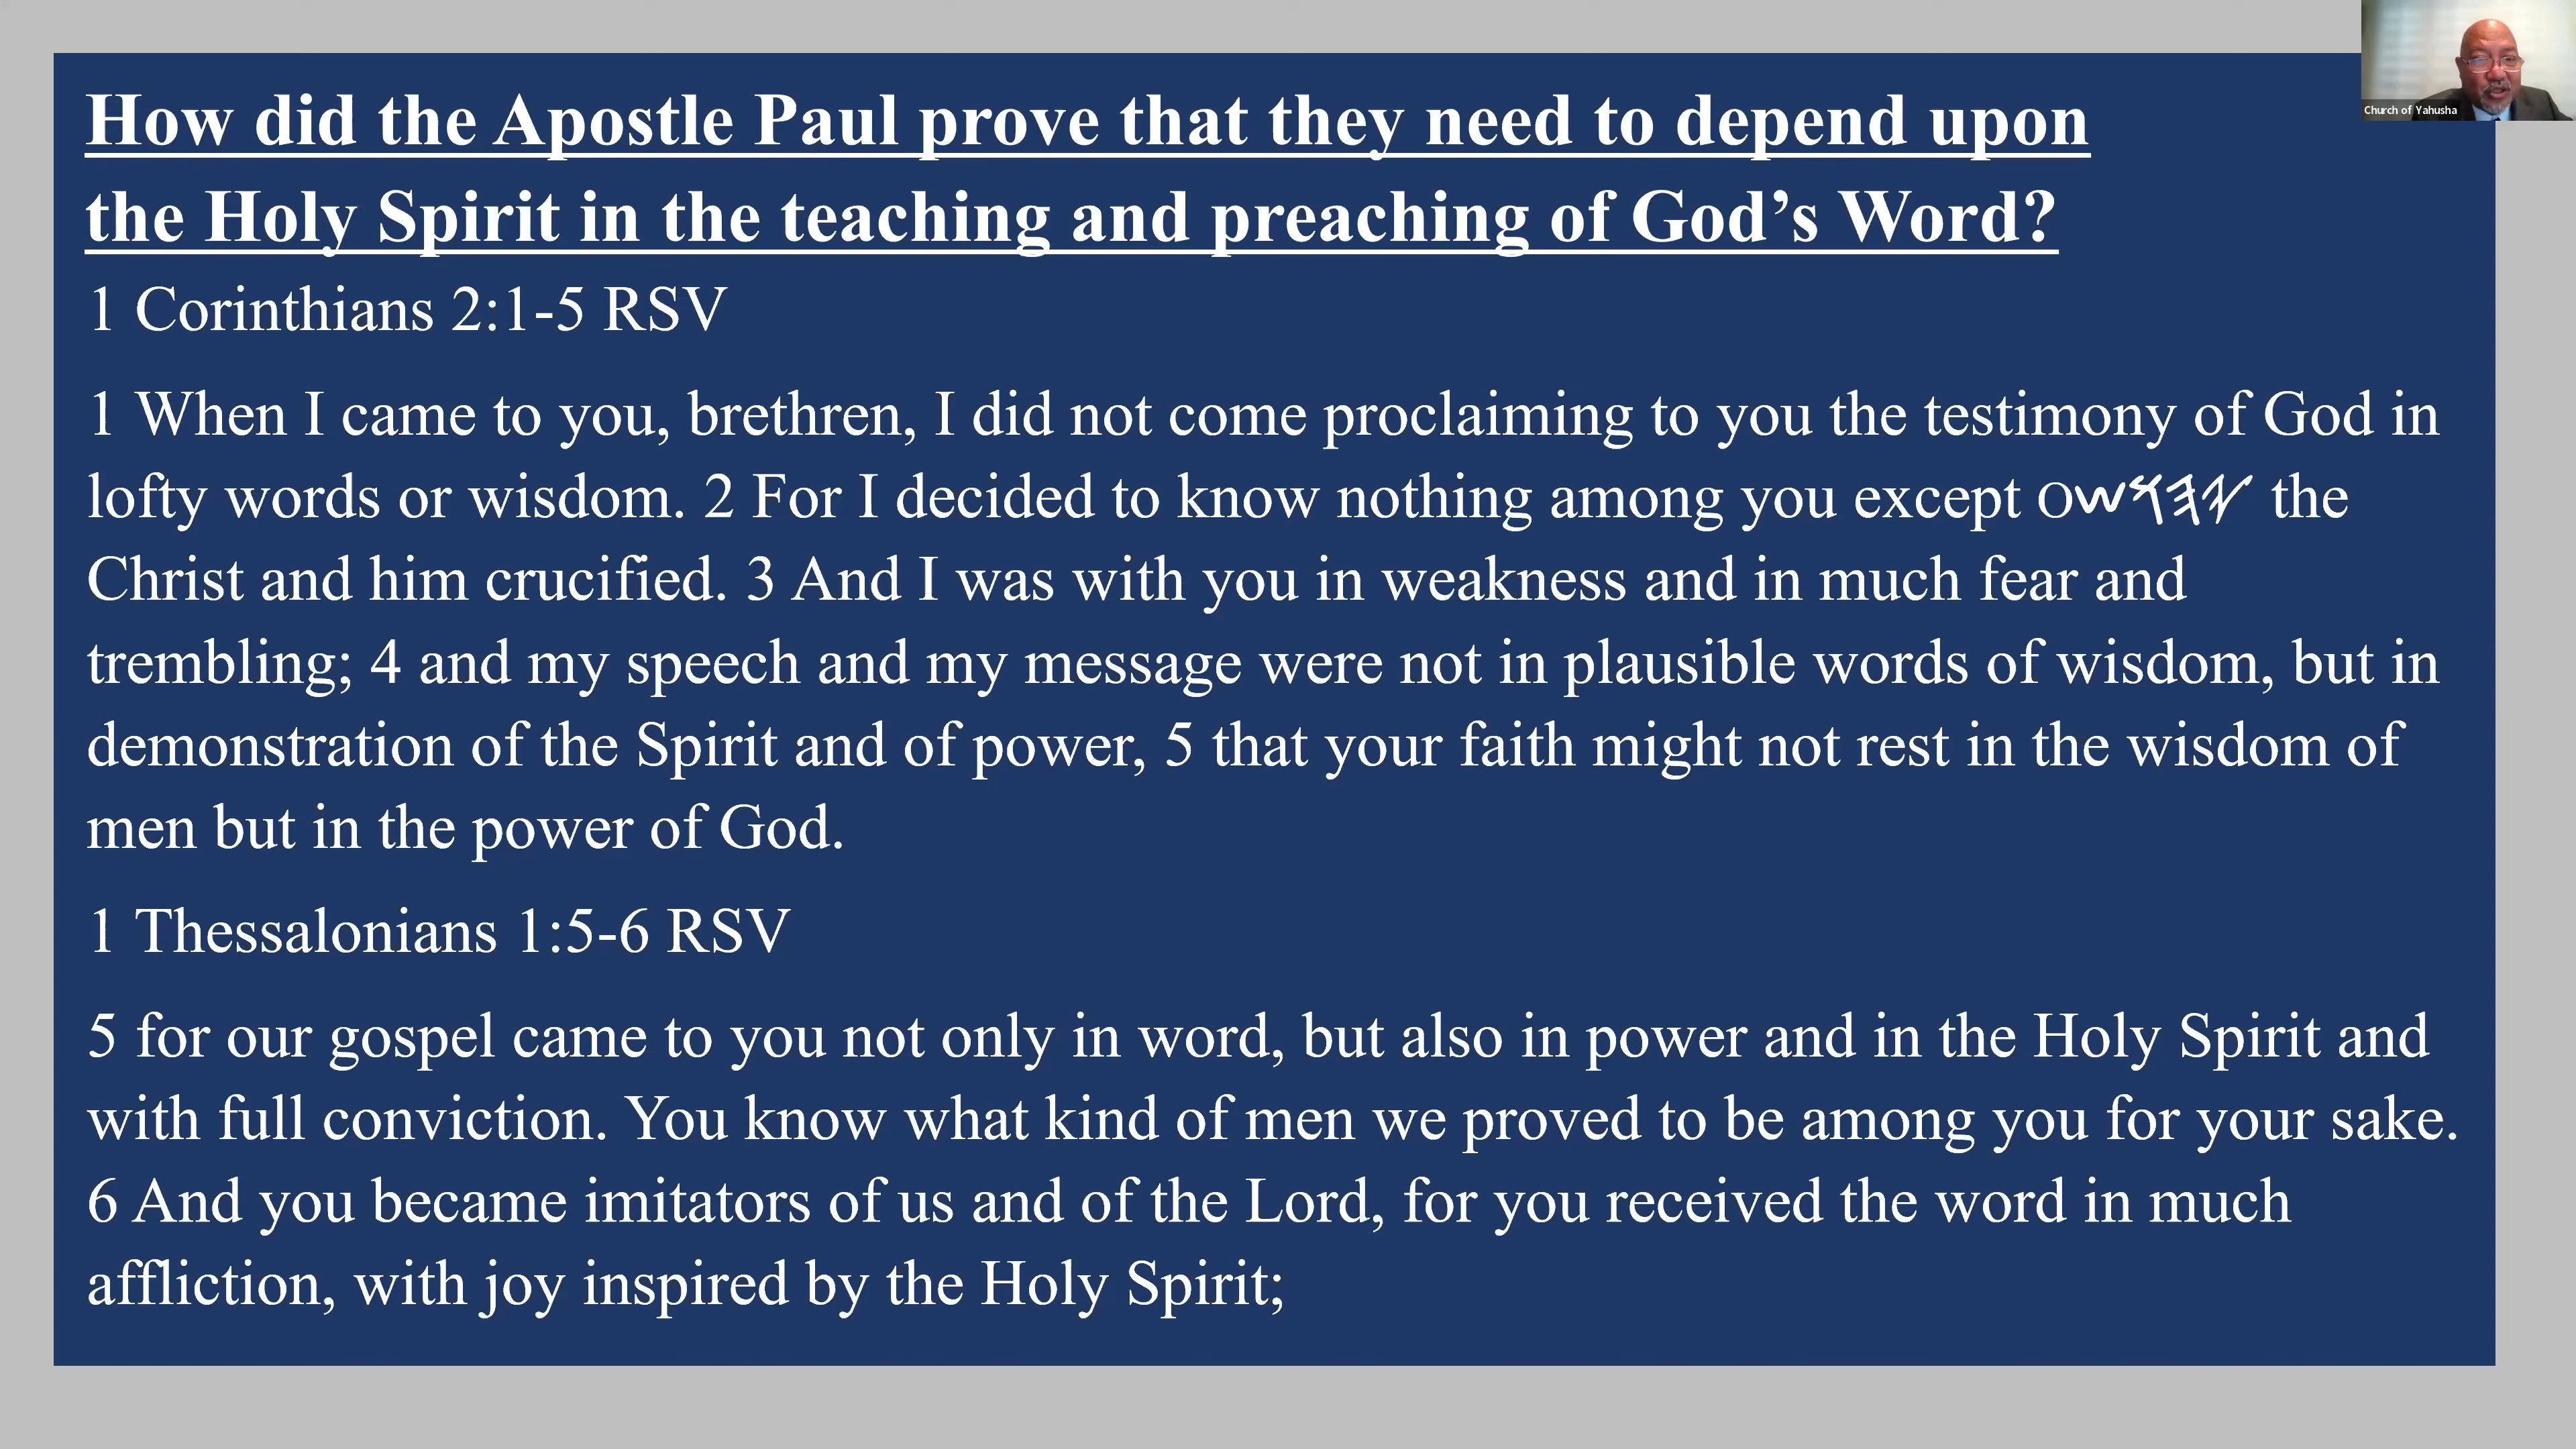 Church of Yahusha
How did the Apostle Paul prove that they need to depend upon
the Holy Spirit in the teaching and preaching of God’s Word?
1 Corinthians 2:1-5 RSV
1 When I came to you, brethren, I did not come proclaiming to you the testimony of God in
lofty words or wisdom. 2 For I decided to know nothing among you except 𐤉𐤄𐤅𐤔𐤏 the
Christ and him crucified. 3 And I was with you in weakness and in much fear and
trembling; 4 and my speech and my message were not in plausible words of wisdom, but in
demonstration of the Spirit and of power, 5 that your faith might not rest in the wisdom of
men but in the power of God.
1 Thessalonians 1:5-6 RSV
5 for our gospel came to you not only in word, but also in power and in the Holy Spirit and
with full conviction. You know what kind of men we proved to be among you for your sake.
6 And you became imitators of us and of the Lord, for you received the word in much
affliction, with joy inspired by the Holy Spirit;